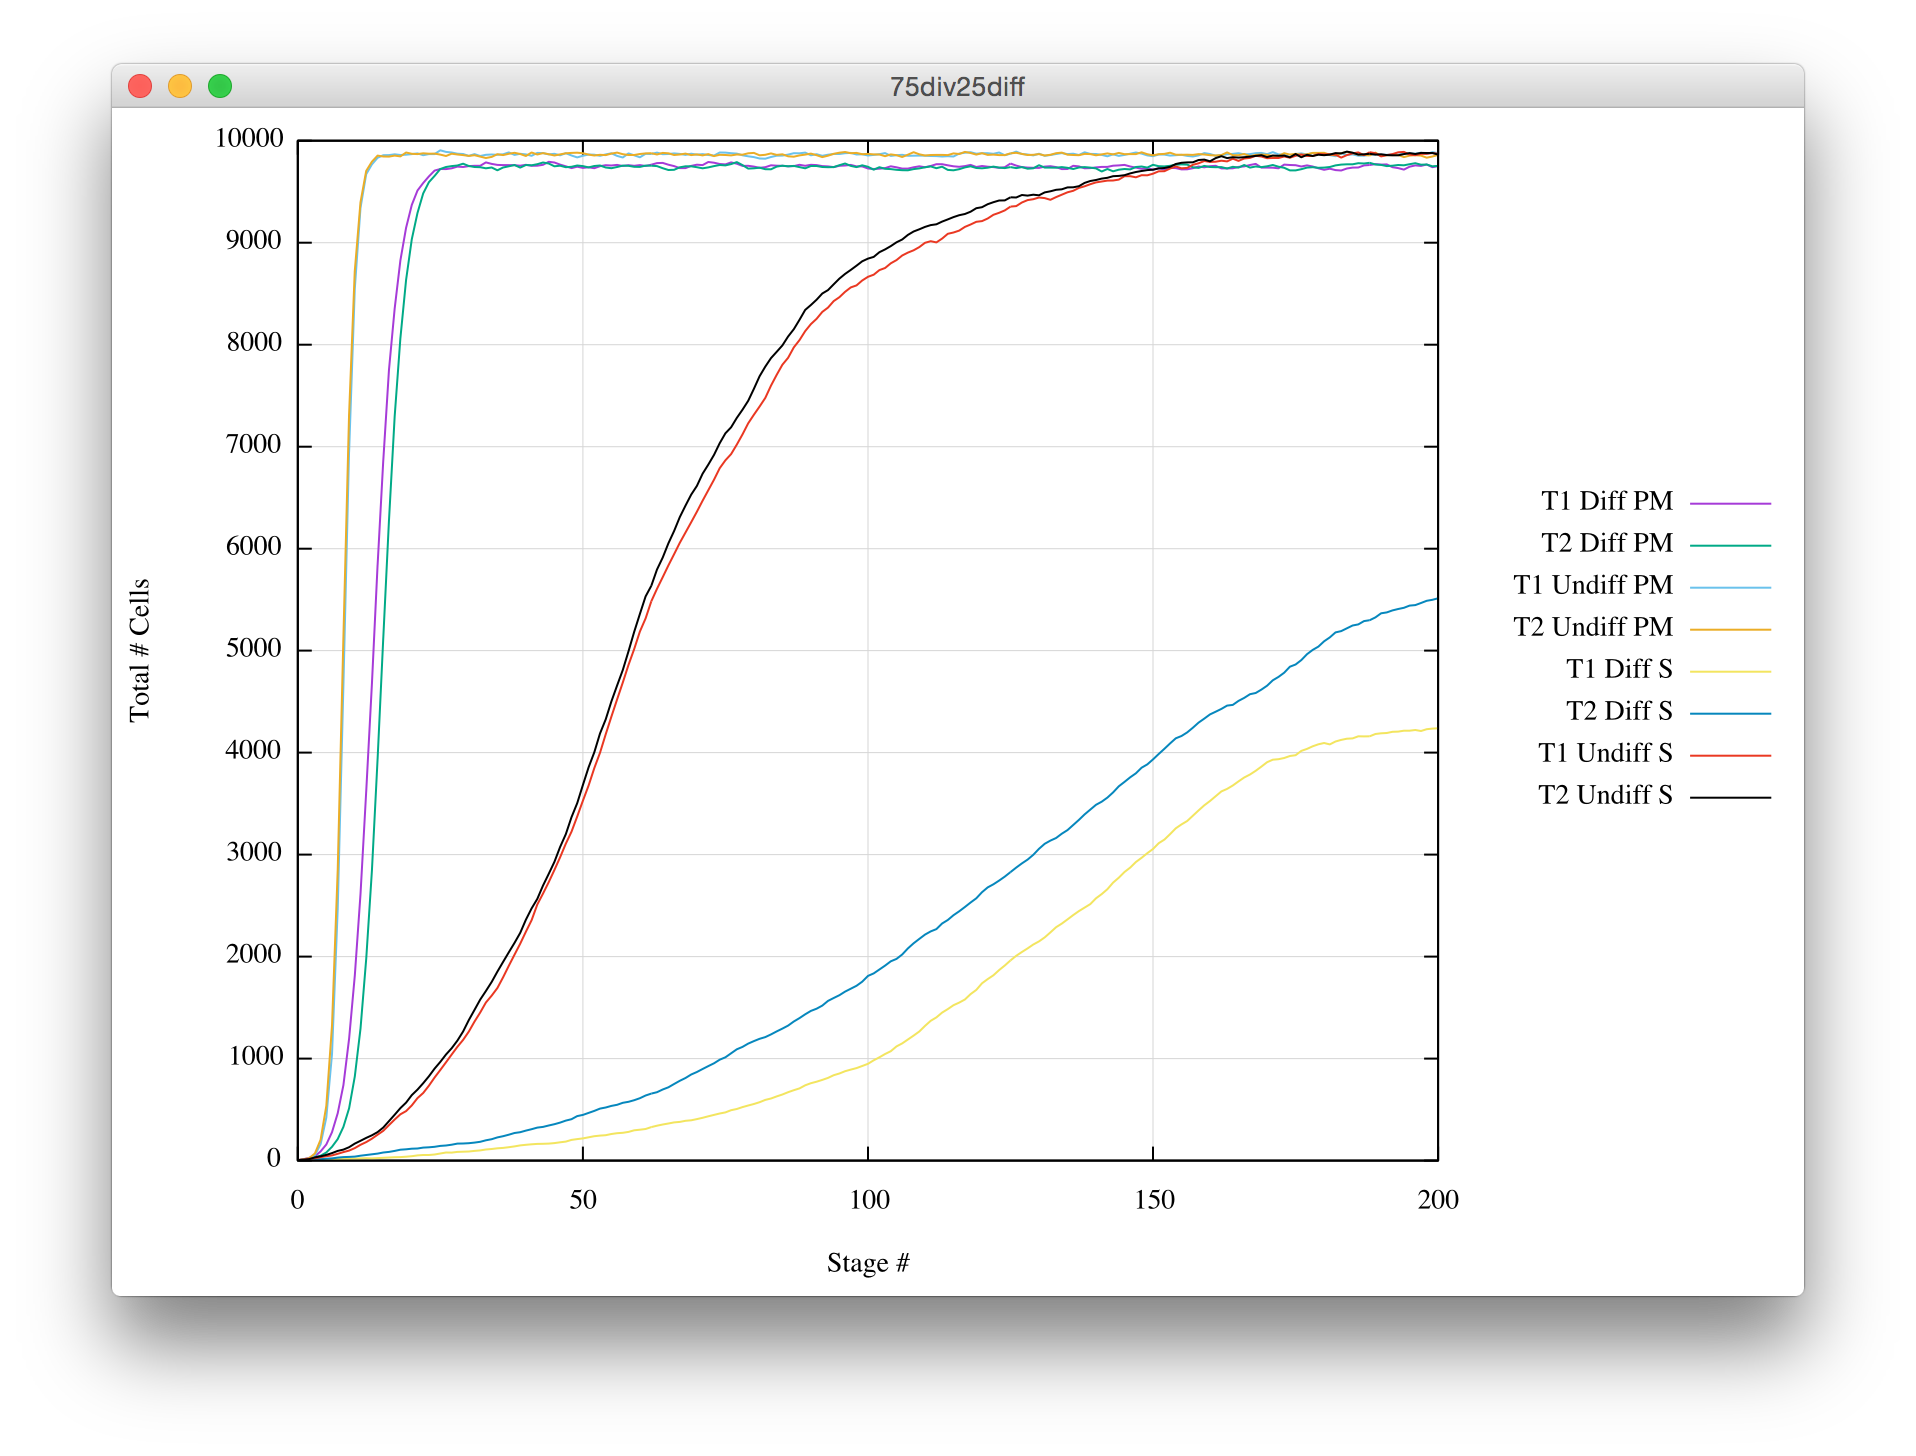 75div25diff
10000
9000
8000
7000
6000
5000
4000
3000
2000
1000
0
Total # Cells
0 50 100 150 200
Stage #
T1 Diff PM
T2 Diff PM
T1 Undiff PM
T2 Undiff PM
T1 Diff S
T2 Diff S
T1 Undiff S
T2 Undiff S